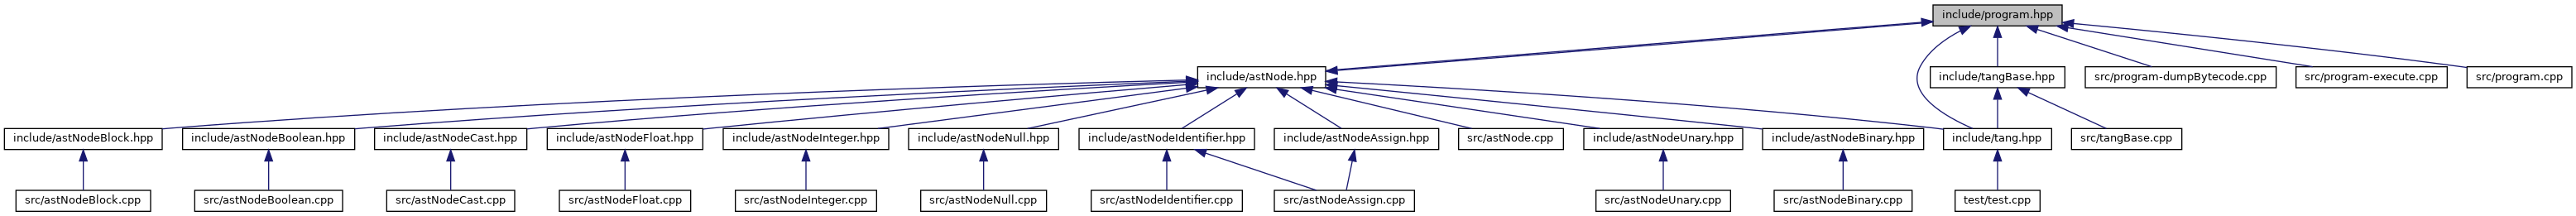 include/program.hpp
include/astNode.hpp
include/tangBase.hpp
src/program-dumpBytecode.cpp
src/program-execute.cpp
src/program.cpp
include/astNodeBlock.hpp
include/astNodeBoolean.hpp
include/astNodeCast.hpp
include/astNodeFloat.hpp
include/astNodeInteger.hpp
include/astNodeNull.hpp
include/astNodeIdentifier.hpp
include/astNodeAssign.hpp
src/astNode.cpp
include/astNodeUnary.hpp
include/astNodeBinary.hpp
include/tang.hpp
src/tangBase.cpp
src/astNodeBlock.cpp
src/astNodeBoolean.cpp
src/astNodeCast.cpp
src/astNodeFloat.cpp
src/astNodeInteger.cpp
src/astNodeNull.cpp
src/astNodeIdentifier.cpp
src/astNodeAssign.cpp
src/astNodeUnary.cpp
src/astNodeBinary.cpp
test/test.cpp